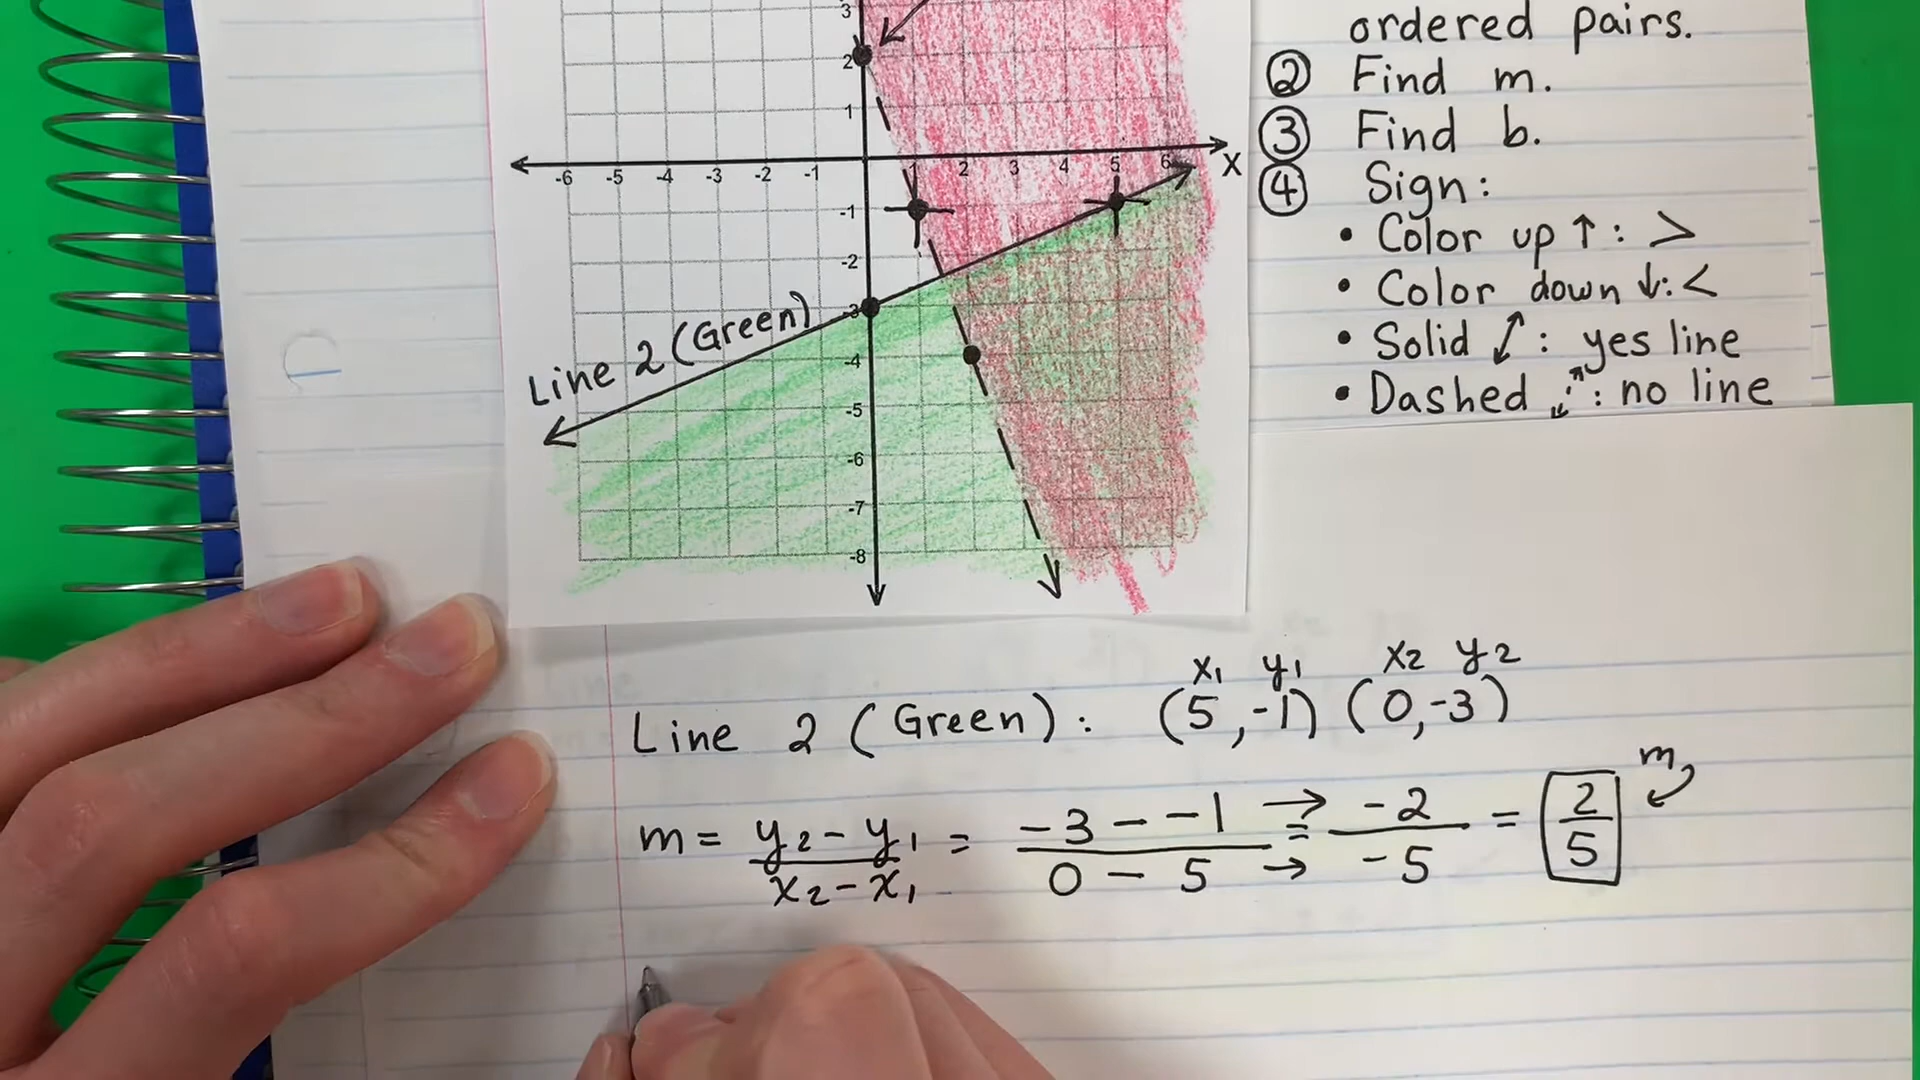 ordered pairs.
② Find m.
③ Find b.
④ Sign:
• Color up ↑: >
• Color down ↓: <
• Solid ⤢: yes line
• Dashed ⤢: no line
3
2
1
-6 -5 -4 -3 -2 -1 1 2 3 4 5 6 X
-1
-2
-3
-4
-5
-6
-7
-8
Line 2 (Green)
x₁ y₁ x₂ y₂
Line 2 (Green): (5,-1) (0,-3)
m
m = y₂ - y₁ / x₂ - x₁ = -3 - -1 / 0 - 5 →= → -2 / -5 = 2/5